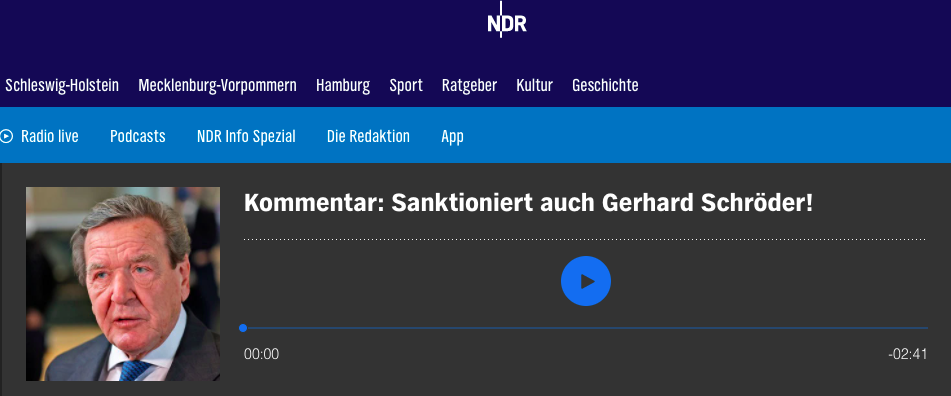 NDR
Schleswig-Holstein Mecklenburg-Vorpommern Hamburg Sport Ratgeber Kultur Geschichte
Radio live Podcasts NDR Info Spezial Die Redaktion App
Kommentar: Sanktioniert auch Gerhard Schröder!
00:00 -02:41